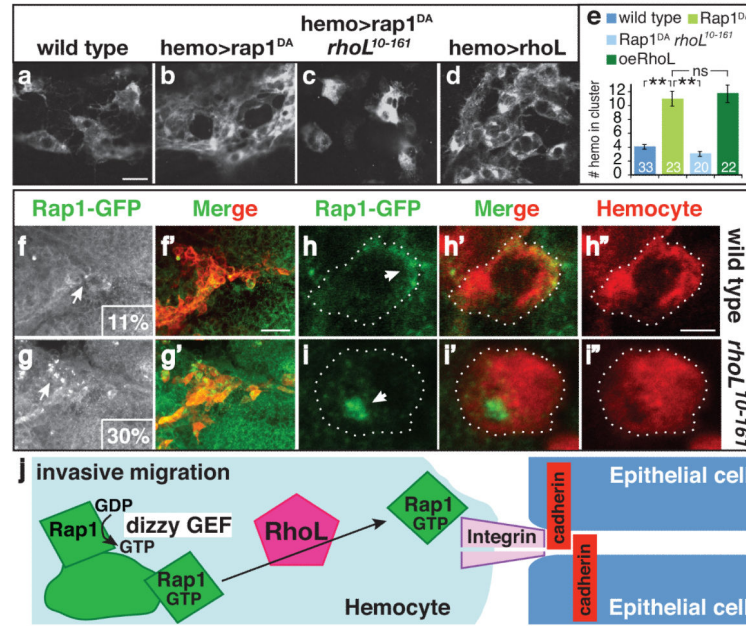 wild type
hemo>rap1ᴰᴬ
hemo>rap1ᴰᴬ
rhoL¹⁰⁻¹⁶¹
hemo>rhoL
a
b
c
d
e
wild type
Rap1ᴰᴬ
Rap1ᴰᴬ rhoL¹⁰⁻¹⁶¹
oeRhoL
ns
** **
# hemo in cluster
12
10
8
6
4
2
0
33
23
20
22
Rap1-GFP
Merge
Rap1-GFP
Merge
Hemocyte
f
11%
f'
h
h'
h"
wild type
g
30%
g'
i
i'
i"
rhoL¹⁰⁻¹⁶¹
j
invasive migration
Rap1
GDP
GTP
dizzy GEF
Rap1
GTP
RhoL
Rap1
GTP
Integrin
Hemocyte
cadherin
cadherin
Epithelial cell
Epithelial cell